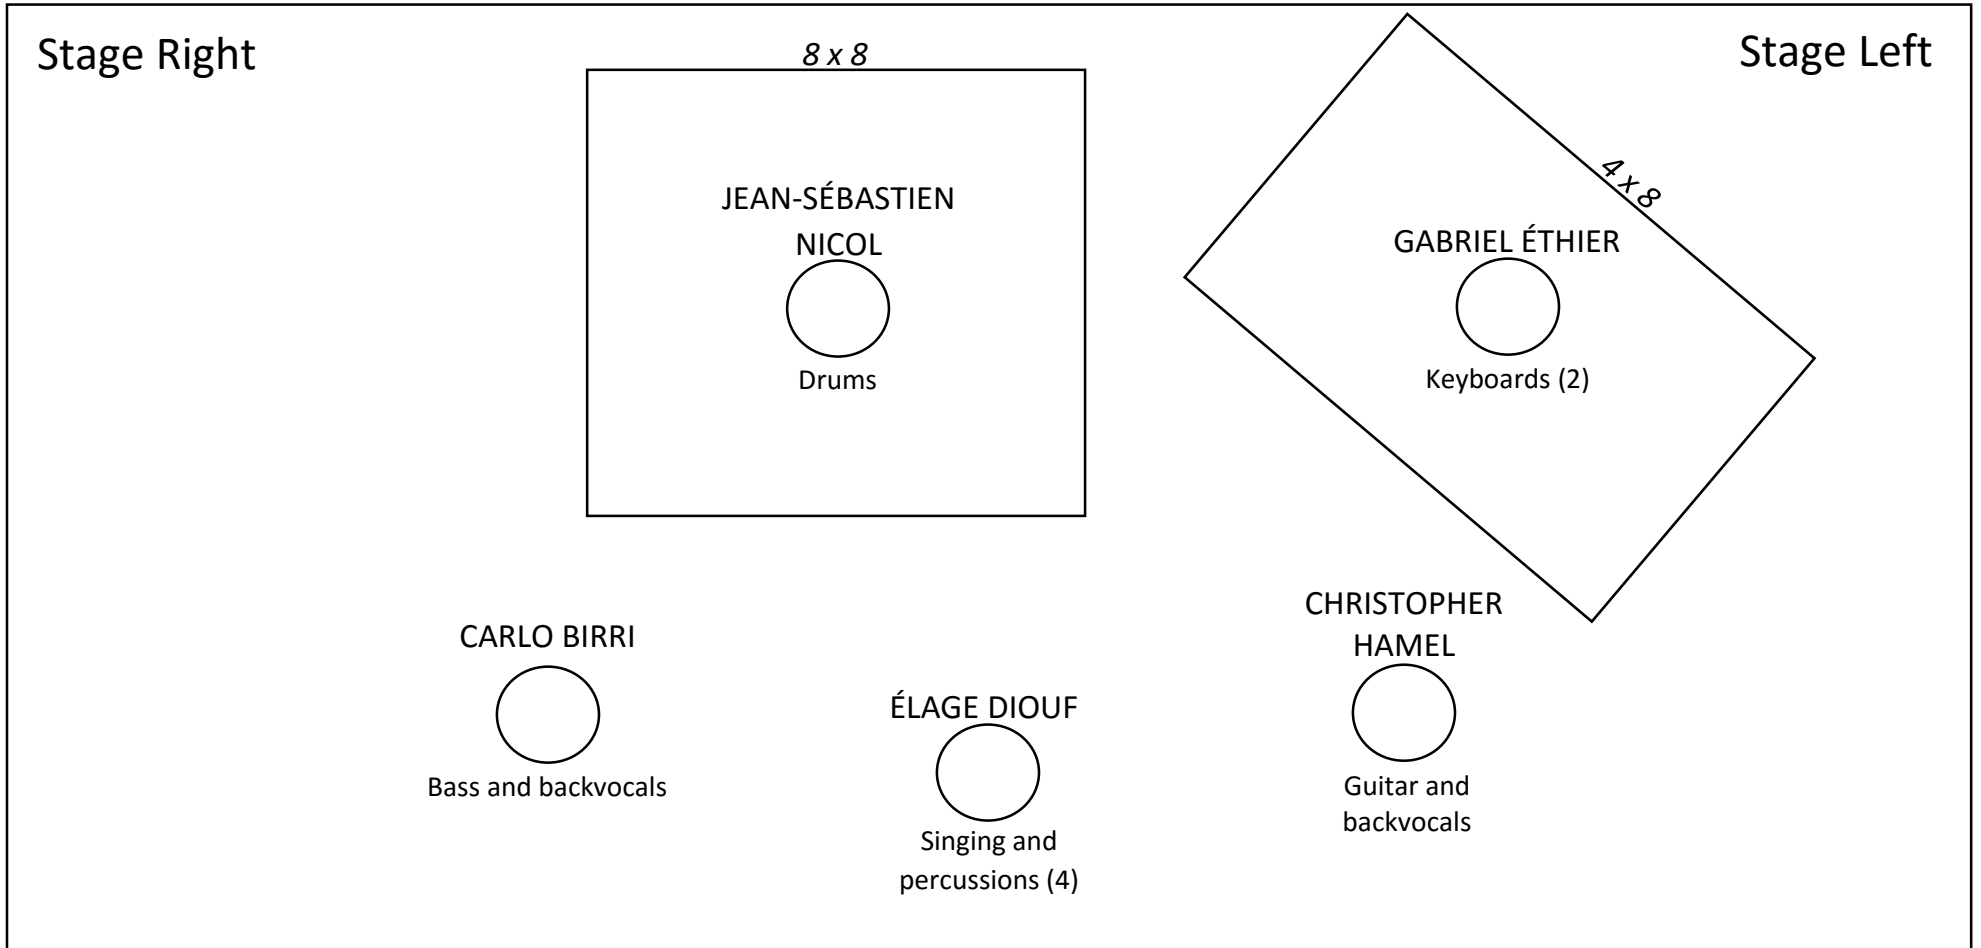 Stage Right
8 x 8
Stage Left
4 x 8
JEAN-SÉBASTIEN
NICOL
Drums
GABRIEL ÉTHIER
Keyboards (2)
CARLO BIRRI
Bass and backvocals
ÉLAGE DIOUF
Singing and
percussions (4)
CHRISTOPHER
HAMEL
Guitar and
backvocals